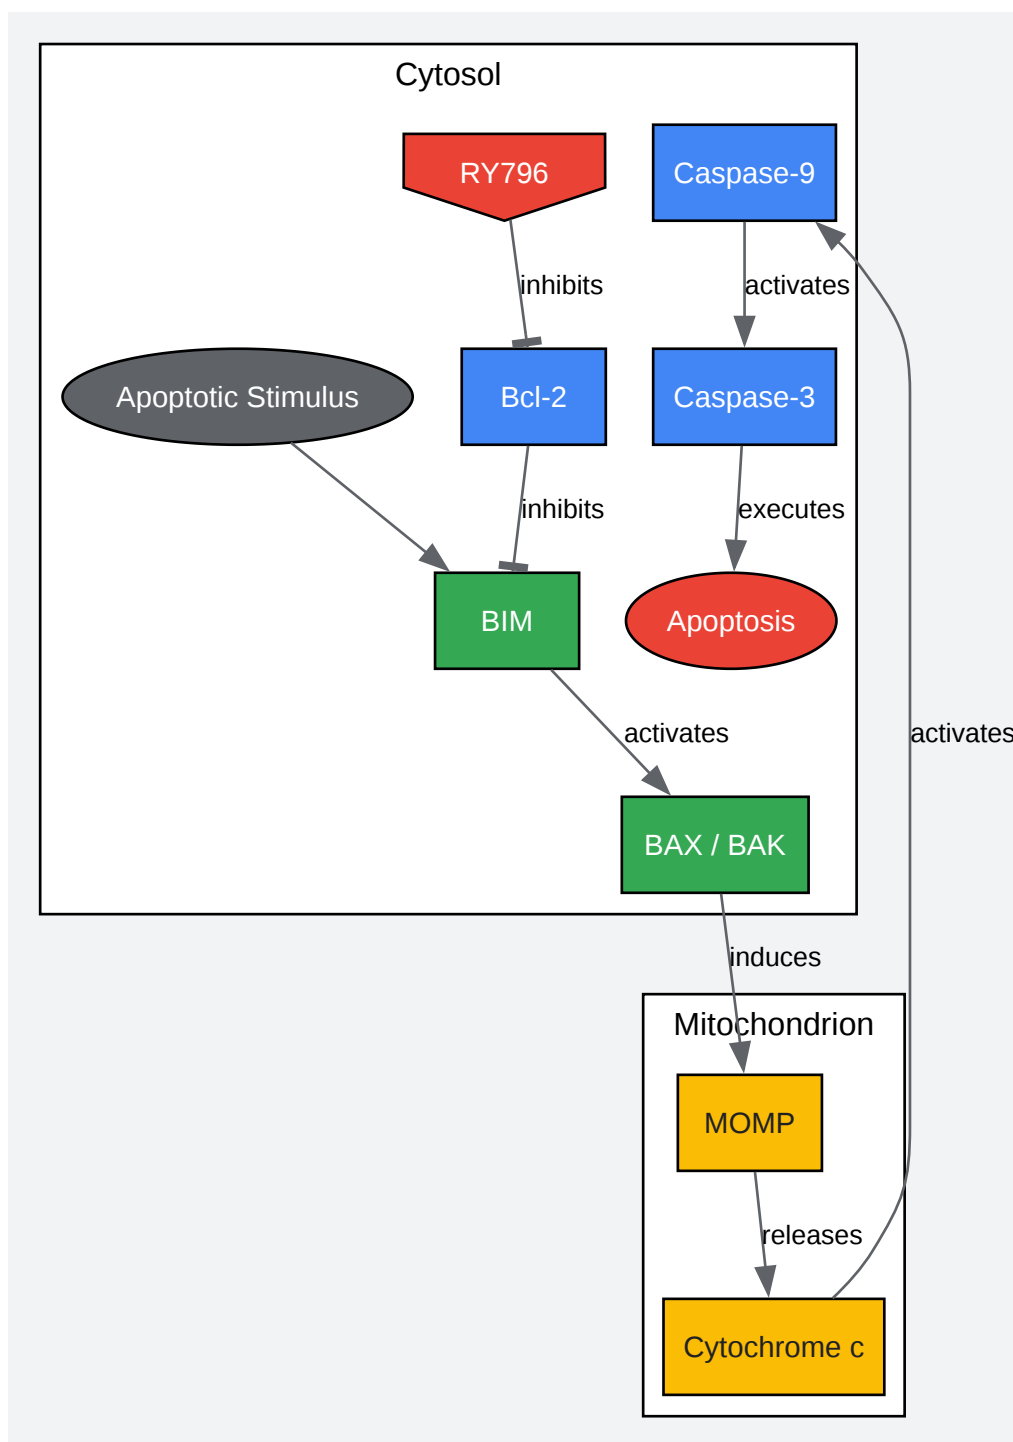 Cytosol
RY796
Caspase-9
inhibits
activates
Apoptotic Stimulus
Bcl-2
Caspase-3
inhibits
executes
BIM
Apoptosis
activates
activates
BAX / BAK
induces
Mitochondrion
MOMP
releases
Cytochrome c